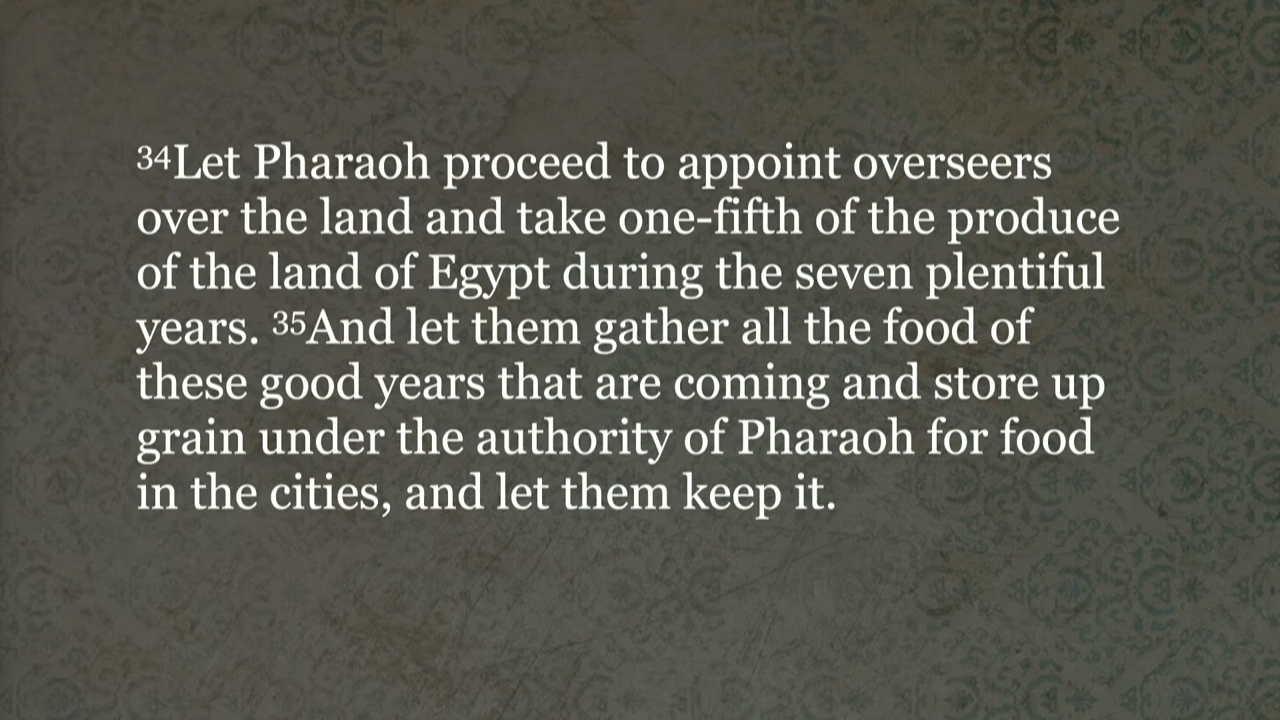 ³⁴Let Pharaoh proceed to appoint overseers
over the land and take one-fifth of the produce
of the land of Egypt during the seven plentiful
years. ³⁵And let them gather all the food of
these good years that are coming and store up
grain under the authority of Pharaoh for food
in the cities, and let them keep it.